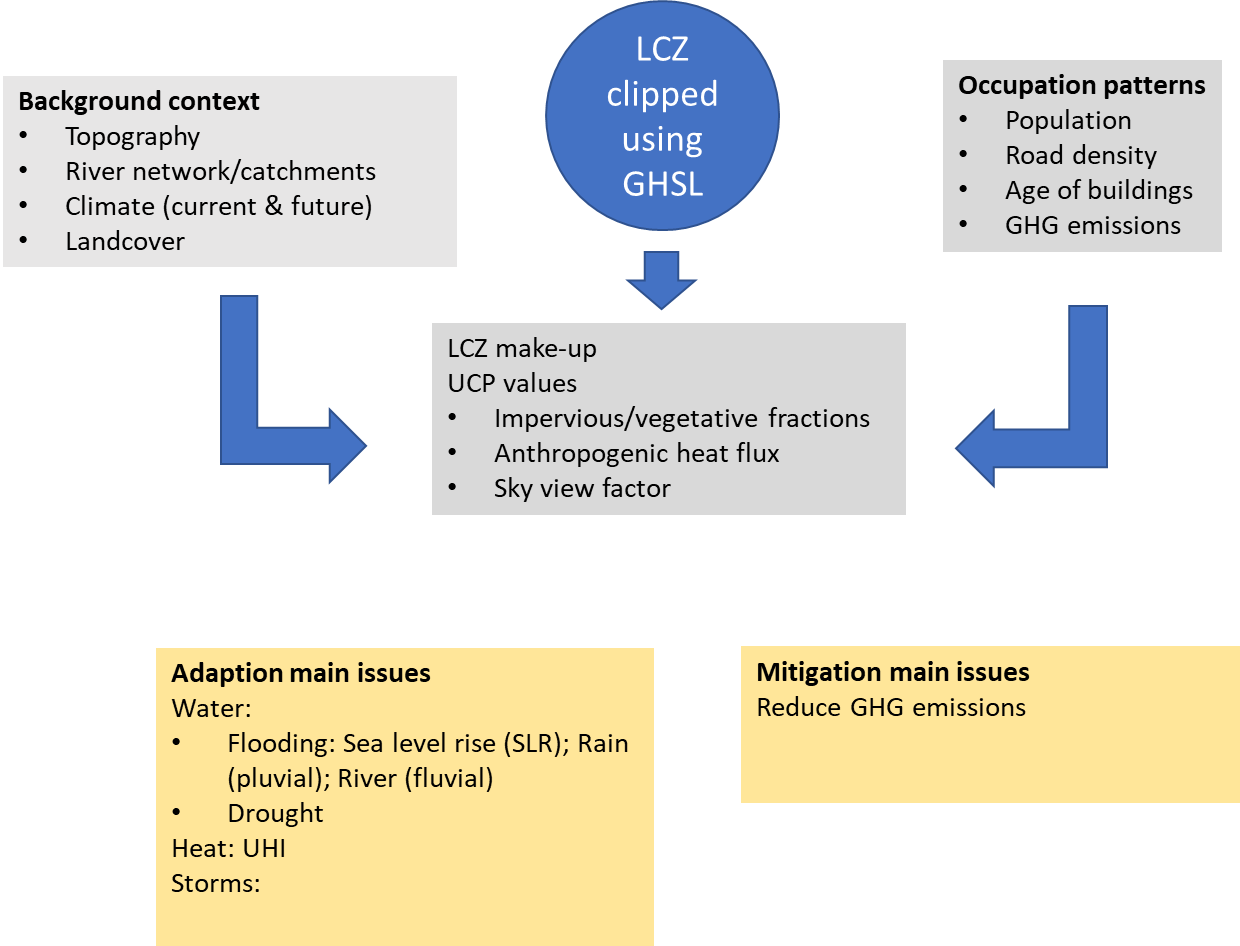 LCZ
clipped
using
GHSL
Background context
• Topography
• River network/catchments
• Climate (current & future)
• Landcover
Occupation patterns
• Population
• Road density
• Age of buildings
• GHG emissions
LCZ make-up
UCP values
• Impervious/vegetative fractions
• Anthropogenic heat flux
• Sky view factor
Adaption main issues
Water:
• Flooding: Sea level rise (SLR); Rain
(pluvial); River (fluvial)
• Drought
Heat: UHI
Storms:
Mitigation main issues
Reduce GHG emissions